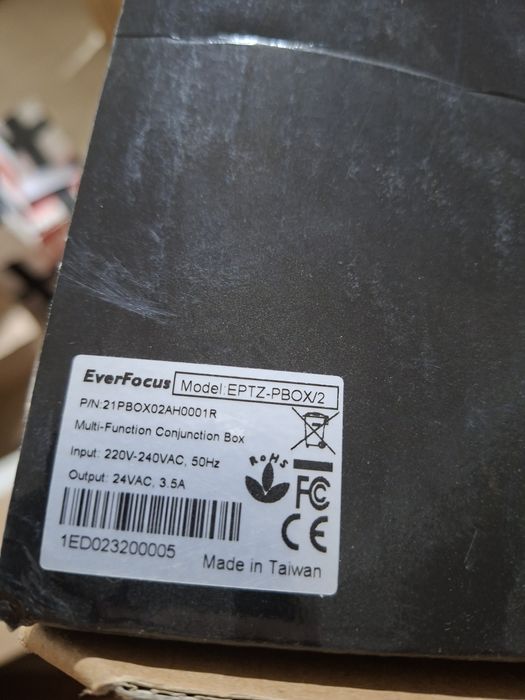 EverFocus Model:EPTZ-PBOX/2
P/N:21PBOX02AH0001R
Multi-Function Conjunction Box
Input: 220V-240VAC, 50Hz
Output: 24VAC, 3.5A
RoHS
FC
CE
1ED023200005
Made in Taiwan